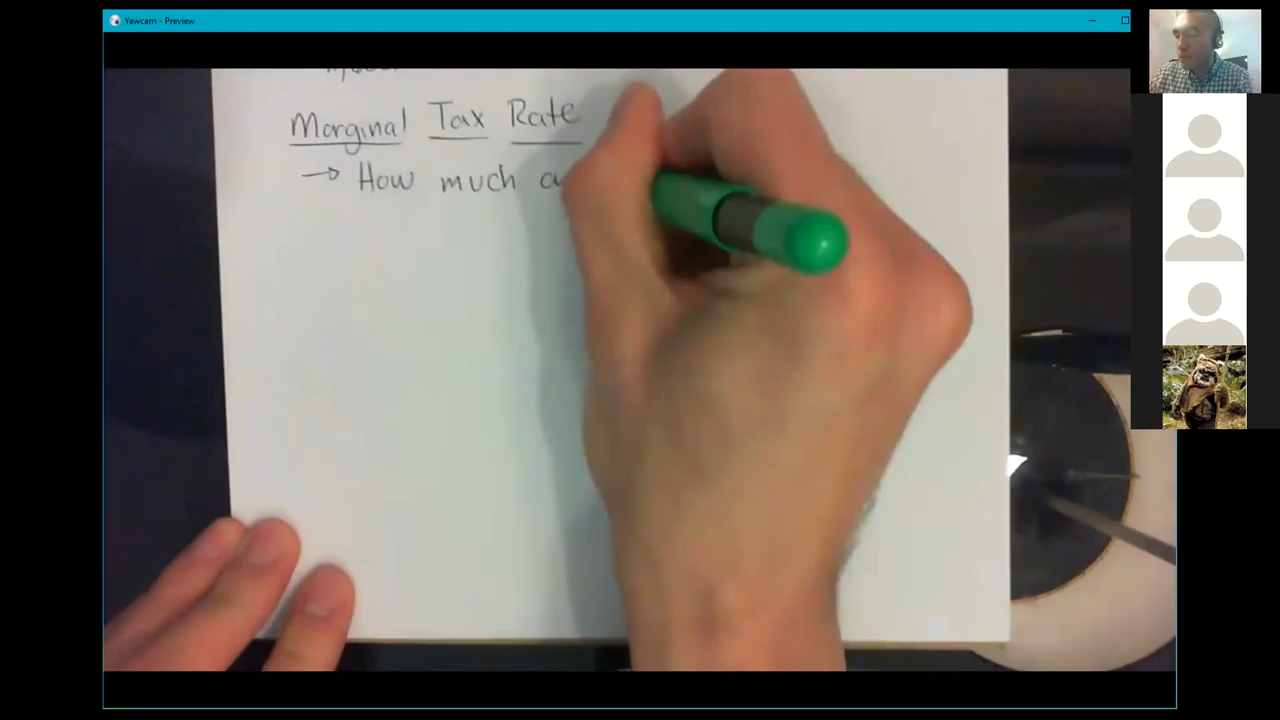 Yawcam - Preview
Marginal Tax Rate
→ How much